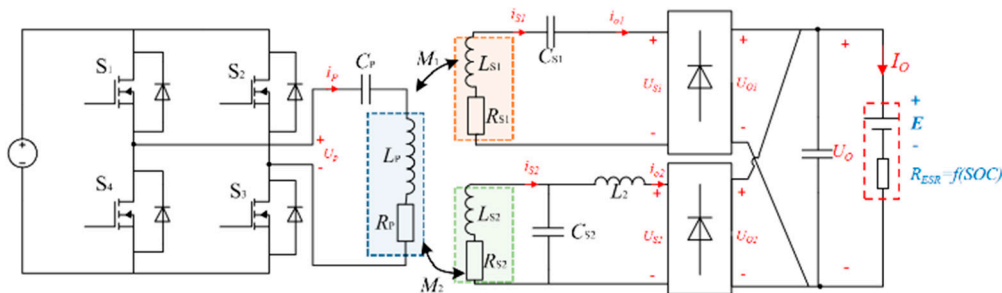 S1
S2
S4
S3
iP
CP
+
UP
-
LP
RP
M1
M2
iS1
CS1
io1
LS1
RS1
+
US1
-
+
UO1
-
iS2
L2
io2
LS2
RS2
CS2
+
US2
-
+
UO2
-
+
UO
-
IO
+
E
-
RESR=f(SOC)